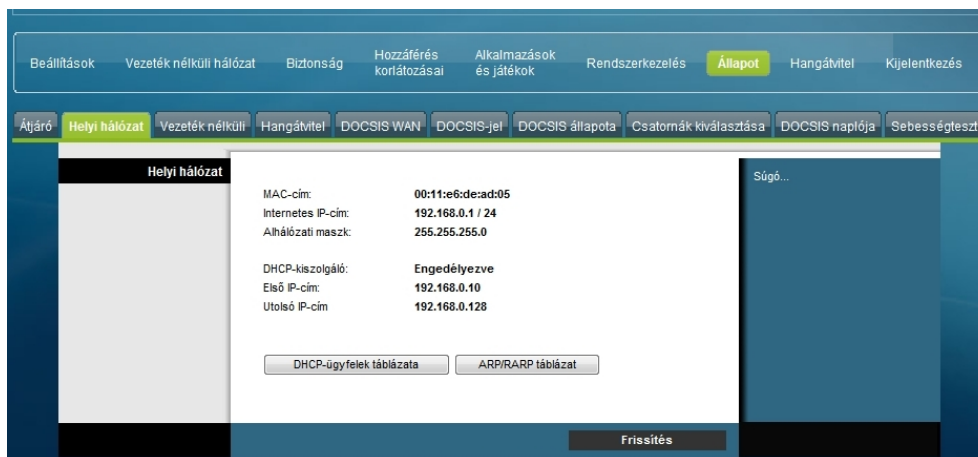 Beállítások Vezeték nélküli hálózat Biztonság Hozzáférés korlátozásai Alkalmazások és játékok Rendszerkezelés Állapot Hangátvitel Kijelentkezés
Átjáró Helyi hálózat Vezeték nélküli Hangátvitel DOCSIS WAN DOCSIS-jel DOCSIS állapota Csatornák kiválasztása DOCSIS naplója Sebességteszt
Helyi hálózat
Súgó...
MAC-cím: 00:11:e6:de:ad:05
Internetes IP-cím: 192.168.0.1 / 24
Alhálózati maszk: 255.255.255.0
DHCP-kiszolgáló: Engedélyezve
Első IP-cím: 192.168.0.10
Utolsó IP-cím 192.168.0.128
DHCP-ügyfelek táblázata ARP/RARP táblázat
Frissítés